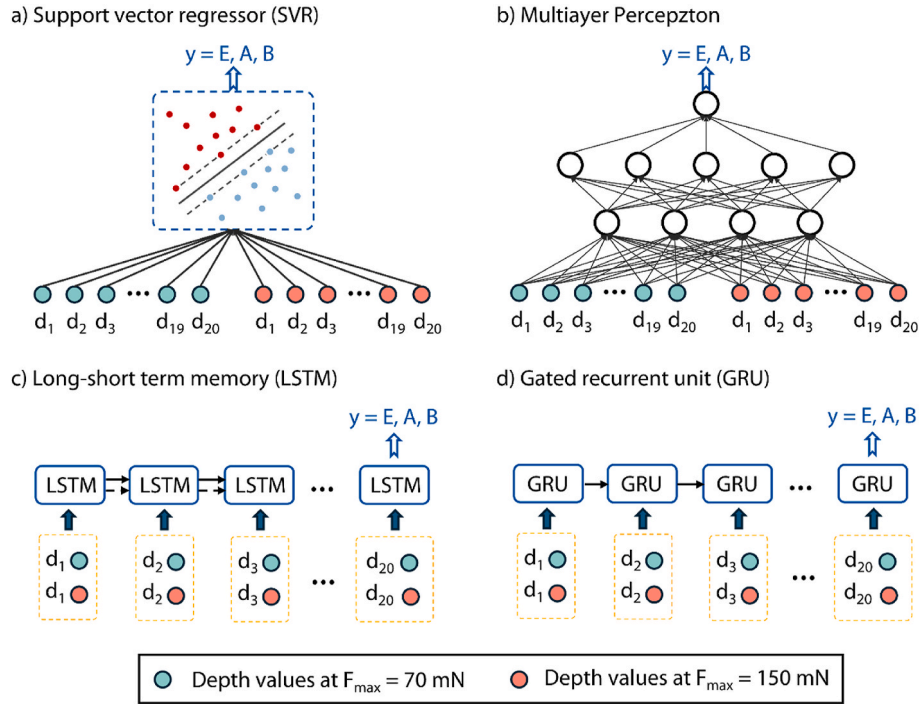 a) Support vector regressor (SVR)
y = E, A, B
d₁ d₂ d₃ ••• d₁₉ d₂₀ d₁ d₂ d₃ ••• d₁₉ d₂₀
b) Multiayer Percepzton
y = E, A, B
d₁ d₂ d₃ ••• d₁₉ d₂₀ d₁ d₂ d₃ ••• d₁₉ d₂₀
c) Long-short term memory (LSTM)
y = E, A, B
LSTM LSTM LSTM ••• LSTM
d₁ d₂ d₃ d₂₀
•••
d₁ d₂ d₃ d₂₀
d) Gated recurrent unit (GRU)
y = E, A, B
GRU GRU GRU ••• GRU
d₁ d₂ d₃ d₂₀
•••
d₁ d₂ d₃ d₂₀
Depth values at Fmax = 70 mN
Depth values at Fmax = 150 mN